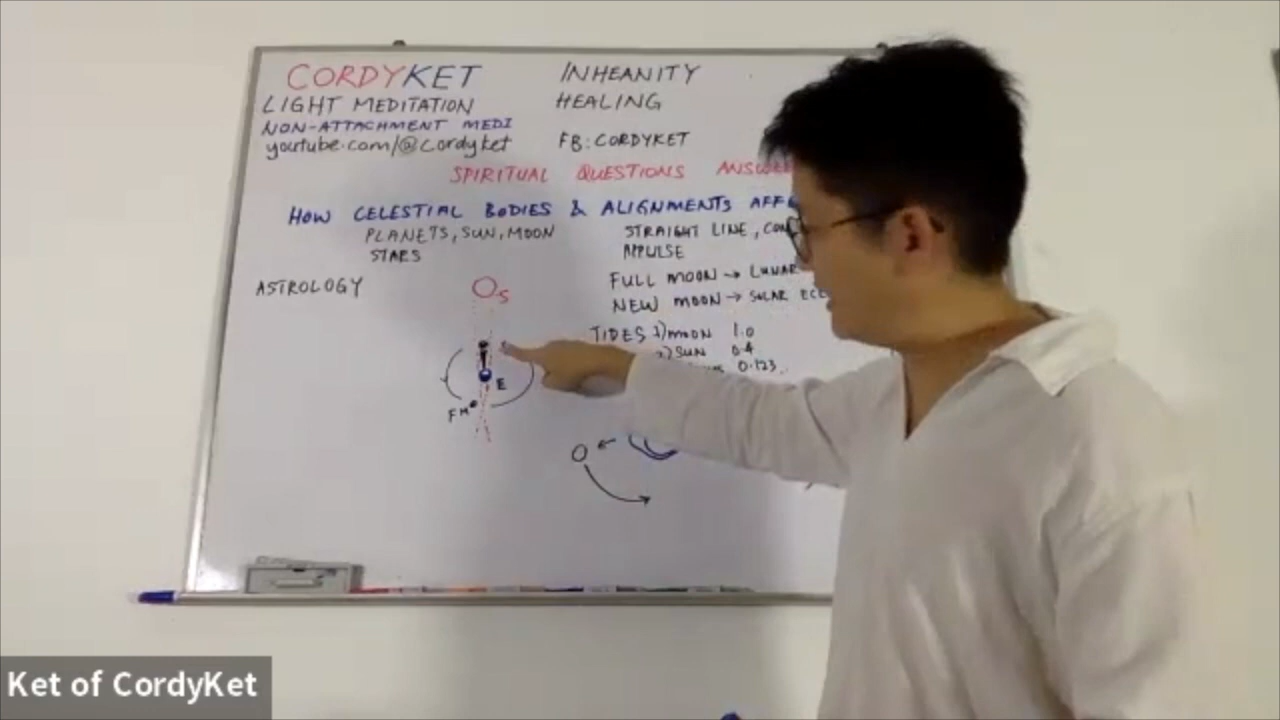 CORDYKET
INHEANITY
LIGHT MEDITATION
HEALING
NON-ATTACHMENT MEDI
youtube.com/@Cordyket
FB: CORDYKET
SPIRITUAL QUESTIONS
HOW CELESTIAL BODIES & ALIGNMENTS
PLANETS, SUN, MOON
STRAIGHT LINE,
STARS
APPULSE
FULL MOON → LUNAR
ASTROLOGY
S
NEW MOON → SOLAR
TIDES 1) MOON 1.0
SUN 0.4
0.123
E
FM
Ket of CordyKet